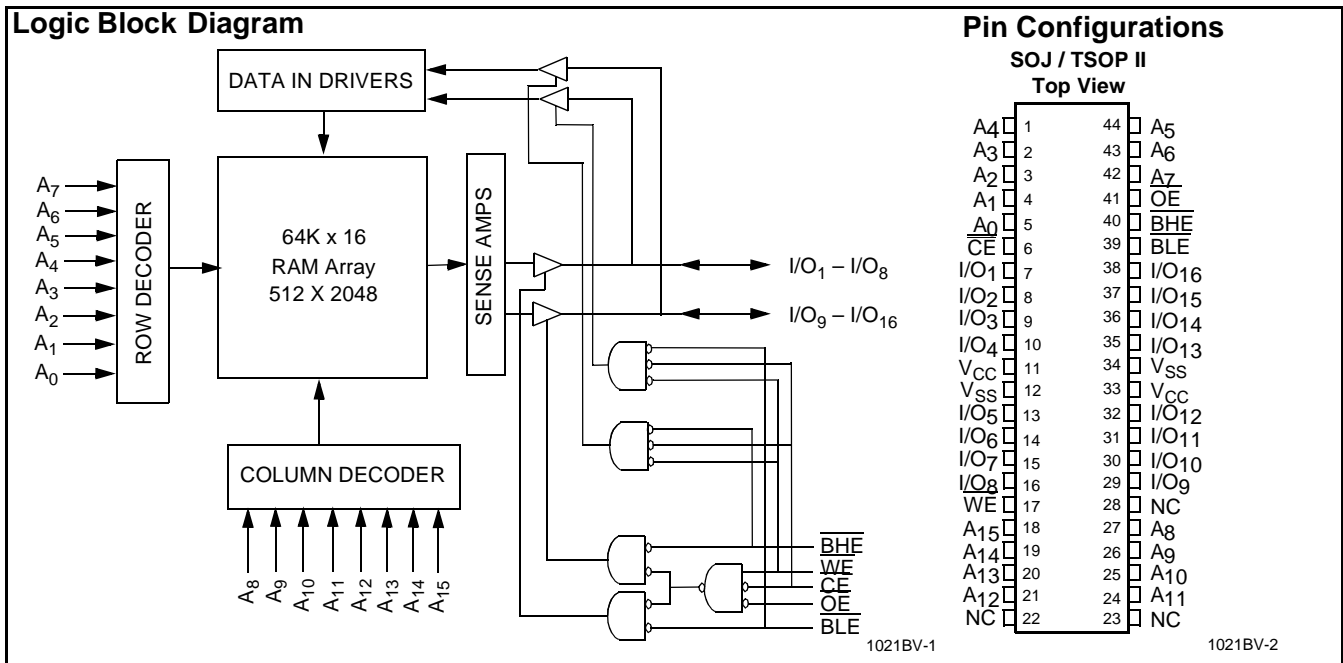 Logic Block Diagram
DATA IN DRIVERS
A7
A6
A5
A4
A3
A2
A1
A0
ROW DECODER
64K x 16
RAM Array
512 X 2048
SENSE AMPS
I/O1 – I/O8
I/O9 – I/O16
COLUMN DECODER
A8
A9
A10
A11
A12
A13
A14
A15
BHE
WE
CE
OE
BLE
1021BV-1
Pin Configurations
SOJ / TSOP II
Top View
A4 1 44 A5
A3 2 43 A6
A2 3 42 A7
A1 4 41 OE
A0 5 40 BHE
CE 6 39 BLE
I/O1 7 38 I/O16
I/O2 8 37 I/O15
I/O3 9 36 I/O14
I/O4 10 35 I/O13
VCC 11 34 VSS
VSS 12 33 VCC
I/O5 13 32 I/O12
I/O6 14 31 I/O11
I/O7 15 30 I/O10
I/O8 16 29 I/O9
WE 17 28 NC
A15 18 27 A8
A14 19 26 A9
A13 20 25 A10
A12 21 24 A11
NC 22 23 NC
1021BV-2